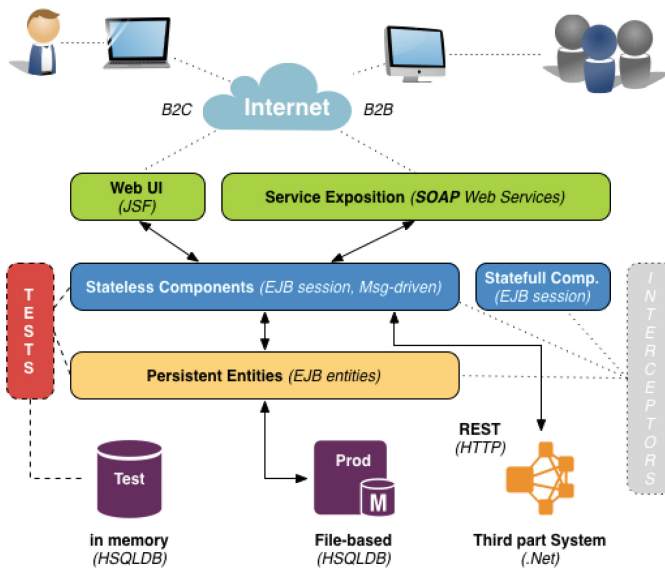 B2C
Internet
B2B
Web UI
(JSF)
Service Exposition (SOAP Web Services)
TESTS
Stateless Components (EJB session, Msg-driven)
Statefull Comp.
(EJB session)
INTERCEPTORS
Persistent Entities (EJB entities)
REST
(HTTP)
Test
Prod
M
in memory
(HSQLDB)
File-based
(HSQLDB)
Third part System
(.Net)